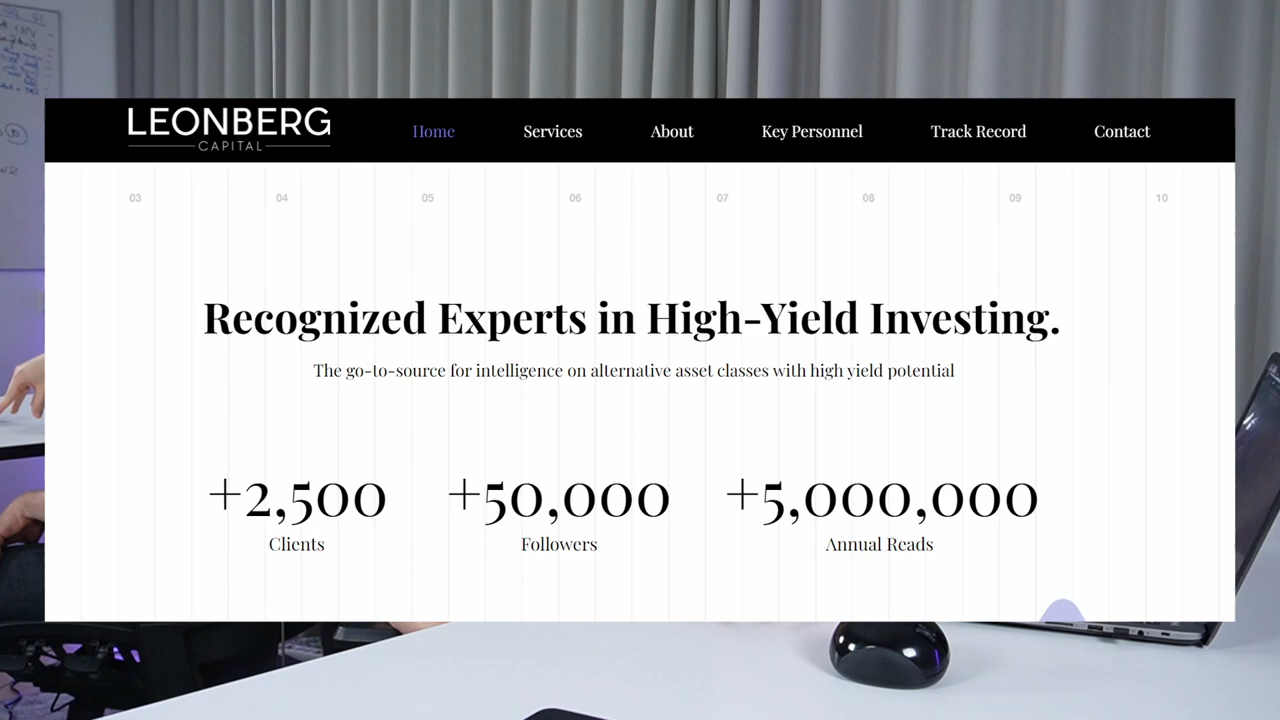 LEONBERG
CAPITAL
Home Services About Key Personnel Track Record Contact
03 04 05 06 07 08 09 10
Recognized Experts in High-Yield Investing.
The go-to-source for intelligence on alternative asset classes with high yield potential
+2,500 +50,000 +5,000,000
Clients Followers Annual Reads